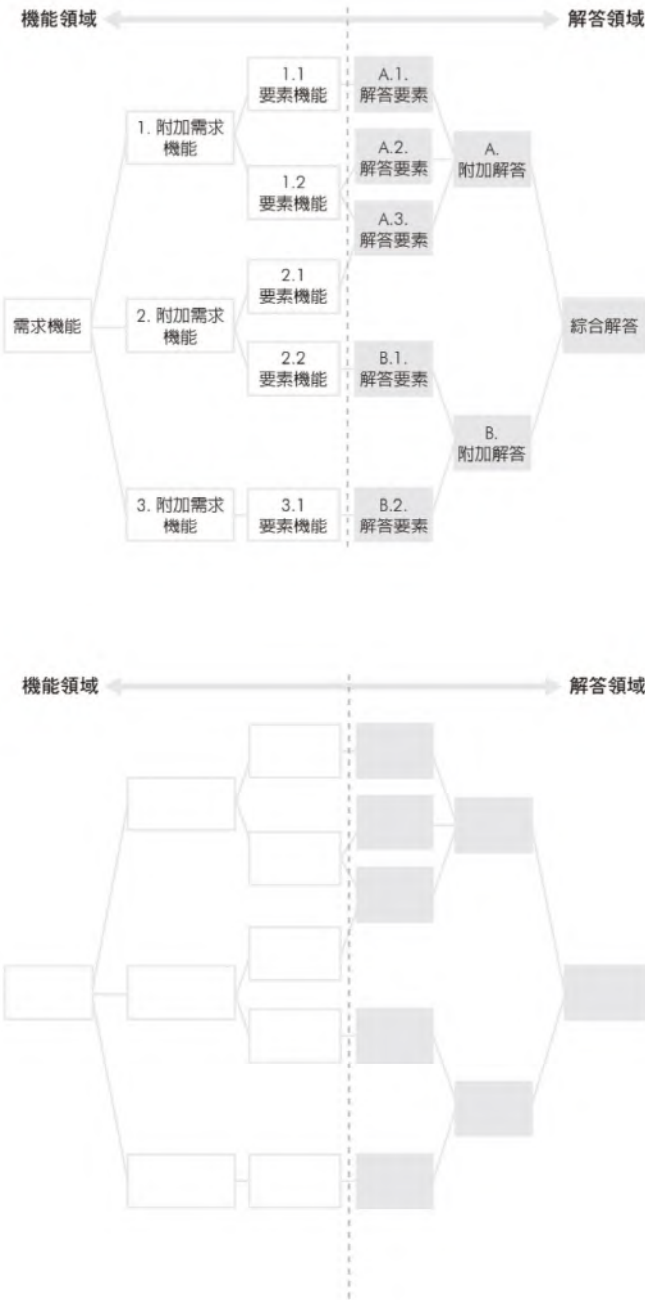 機能領域
解答領域
1.1
要素機能
A.1.
解答要素
1. 附加需求
機能
A.2.
解答要素
A.
附加解答
1.2
要素機能
A.3.
解答要素
2.1
要素機能
需求機能
2. 附加需求
機能
綜合解答
2.2
要素機能
B.1.
解答要素
B.
附加解答
3. 附加需求
機能
3.1
要素機能
B.2.
解答要素
機能領域
解答領域